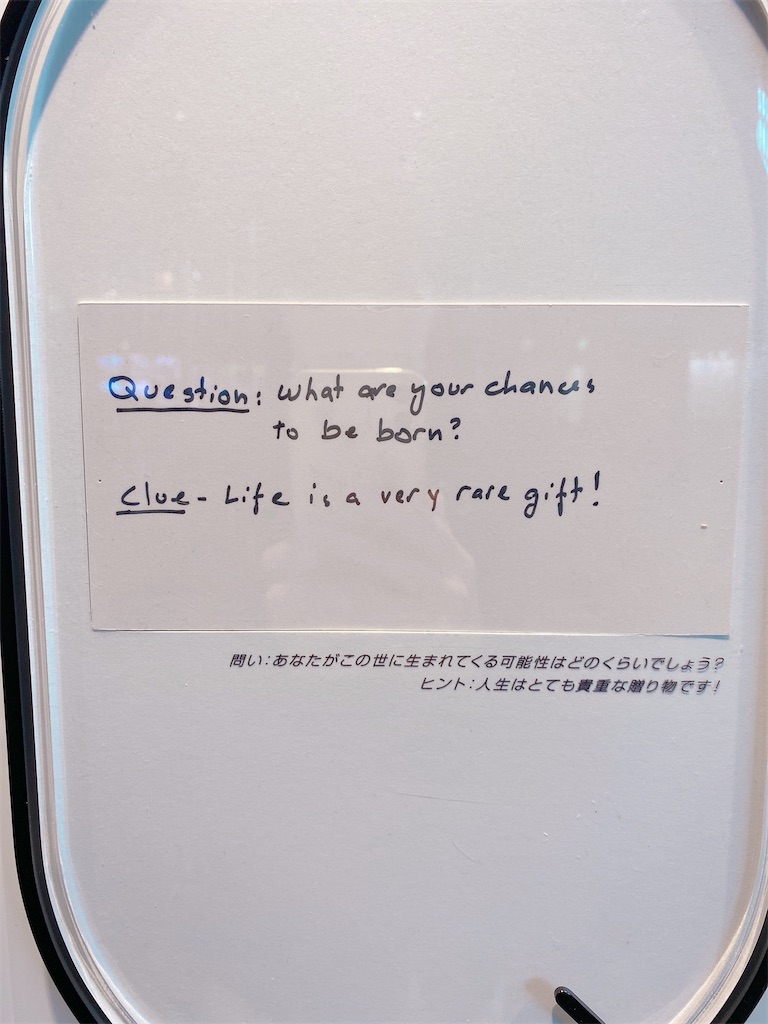 Question: What are your chances
to be born?
Clue - Life is a very rare gift!
問い:あなたがこの世に生まれてくる可能性はどのくらいでしょう?
ヒント:人生はとても貴重な贈り物です!